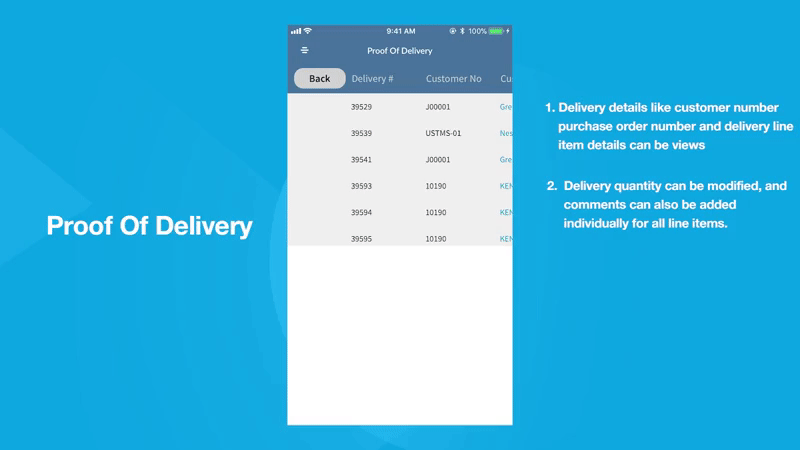 9:41 AM 100%
Proof Of Delivery
Back Delivery # Customer No Cu
39529 J00001 Gre
39539 USTMS-01 Nes
39541 J00001 Gre
39593 10190 KEN
39594 10190 KEN
39595 10190 KEN
Proof Of Delivery
1. Delivery details like customer number
purchase order number and delivery line
item details can be views
2. Delivery quantity can be modified, and
comments can also be added
individually for all line items.